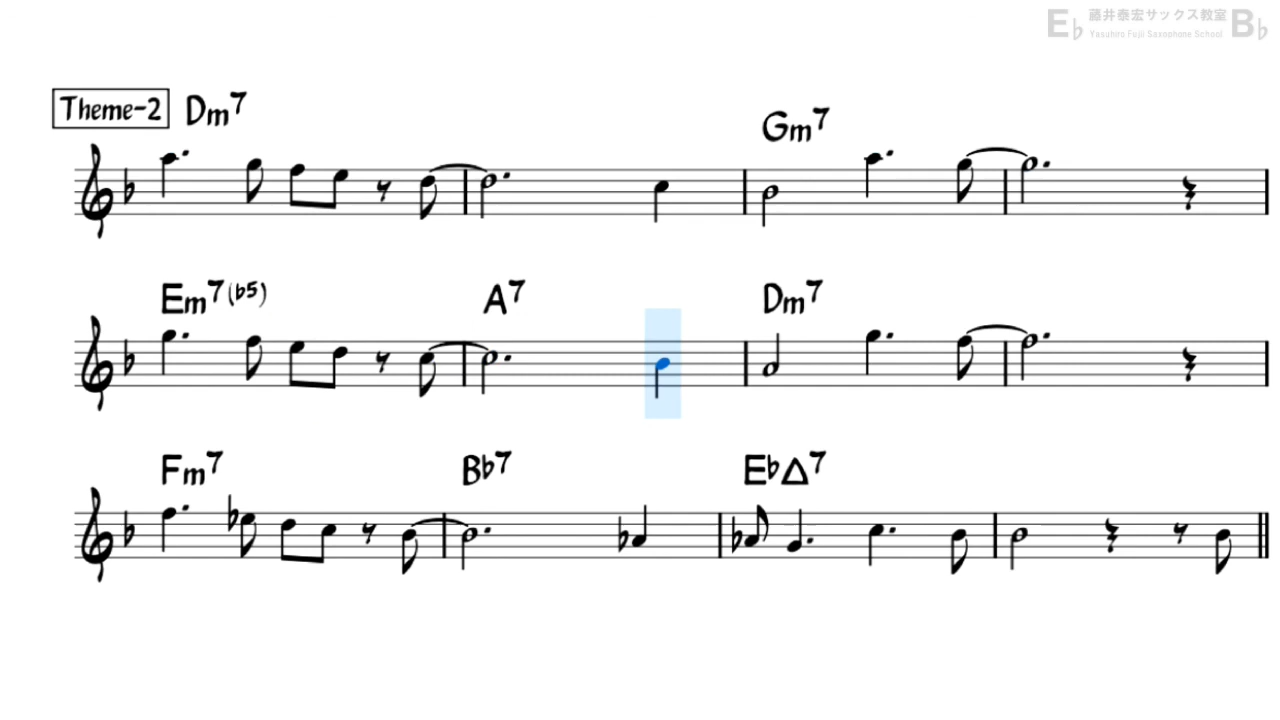 E♭ 藤井泰宏サックス教室 B♭
Yasuhiro Fujii Saxophone School
Theme-2 Dm7 Gm7
Em7(♭5) A7 Dm7
Fm7 B♭7 E♭△7